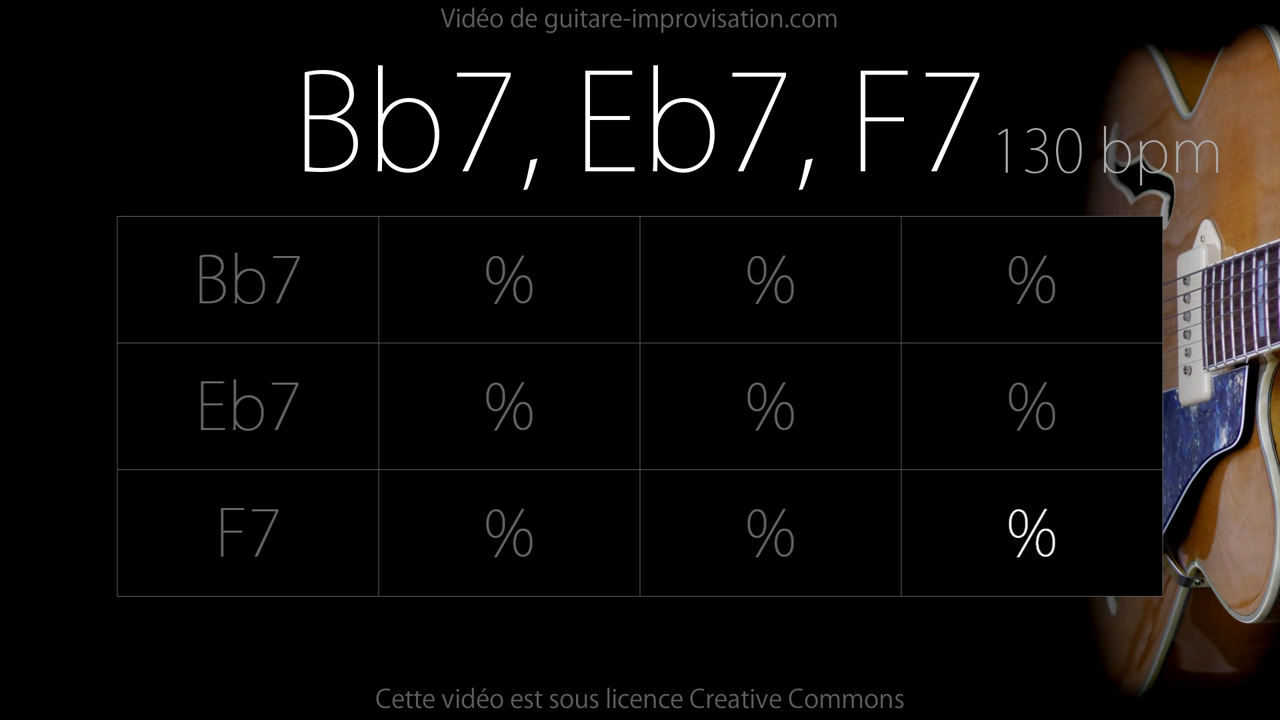 Vidéo de guitare-improvisation.com
Bb7, Eb7, F7 130 bpm
Bb7 % % %
Eb7 % % %
F7 % % %
Cette vidéo est sous licence Creative Commons